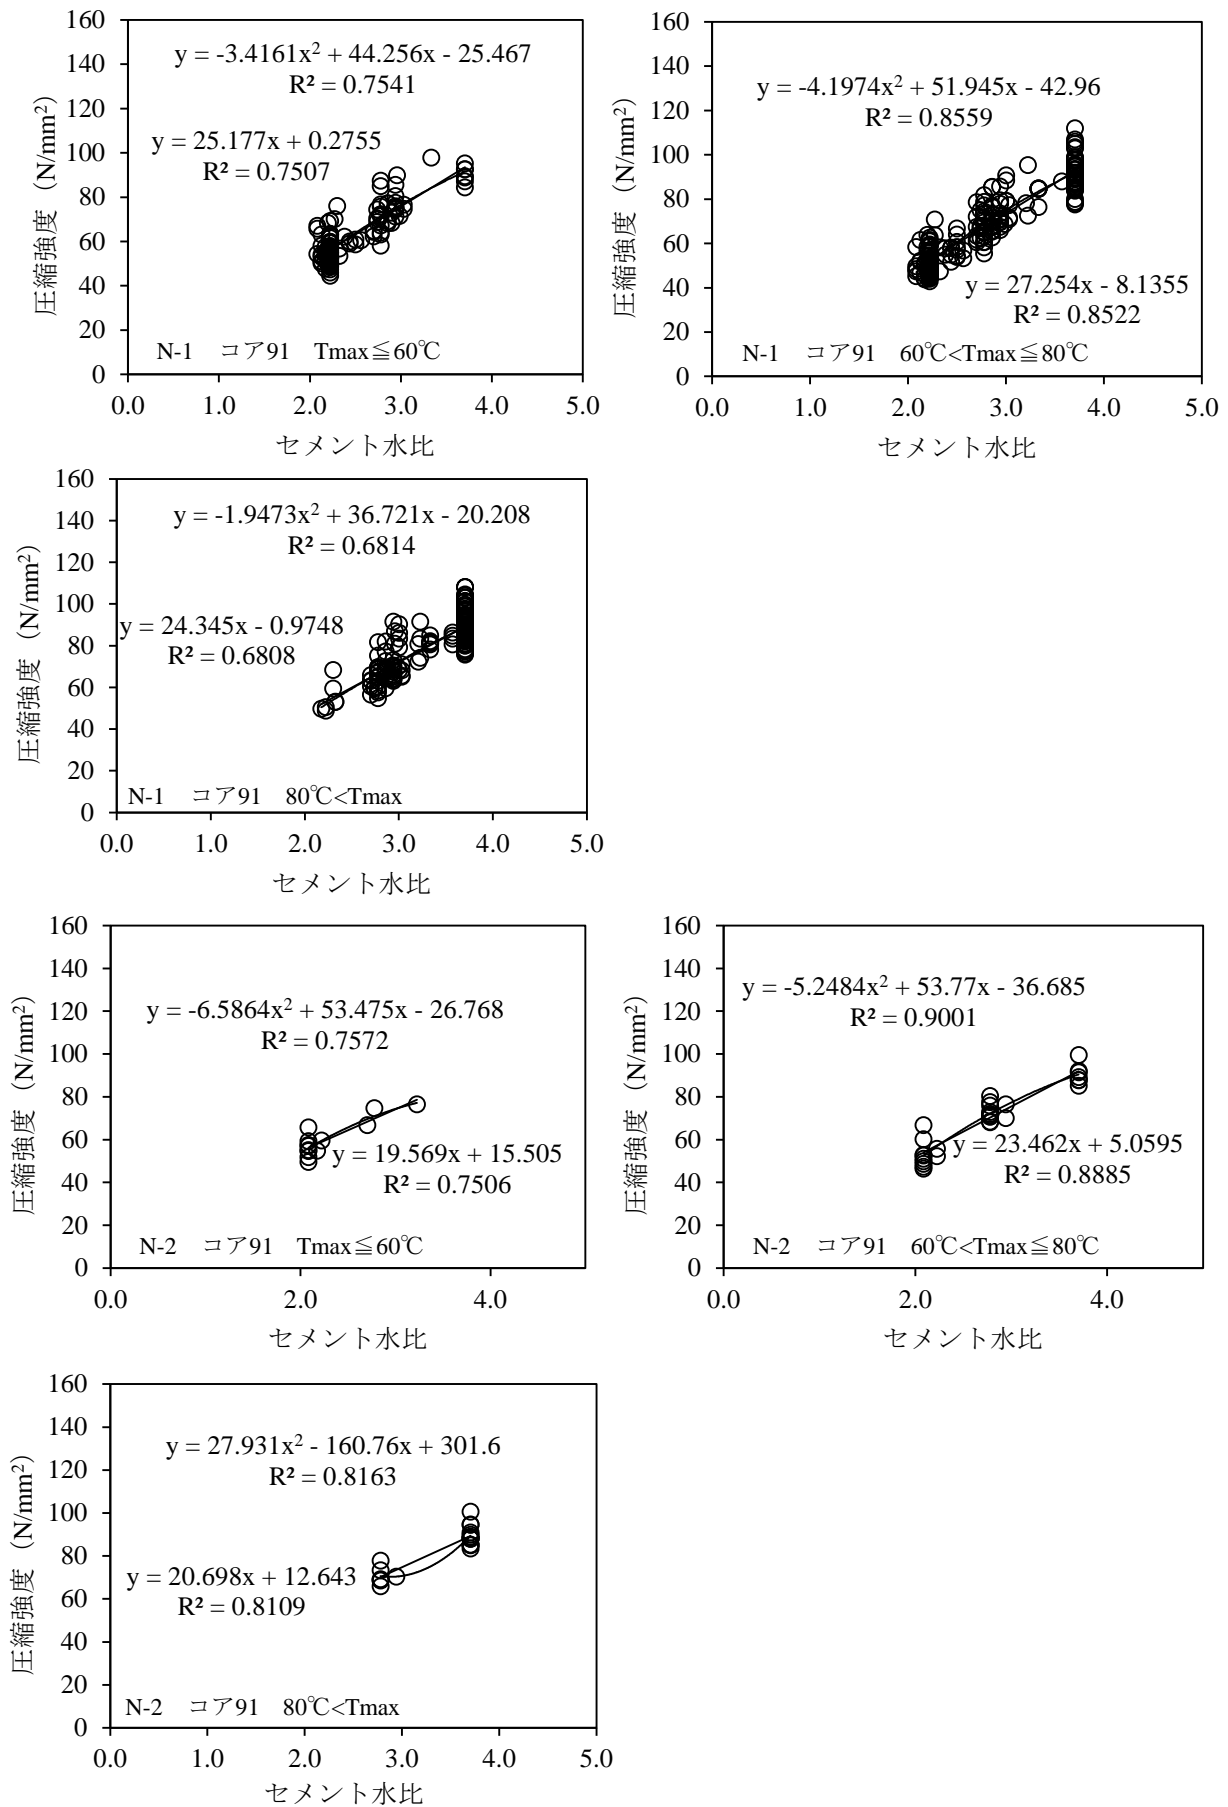 160
140
120
100
80
60
40
20
0
圧縮強度（N/mm²）
y = -3.4161x² + 44.256x - 25.467
R² = 0.7541
y = 25.177x + 0.2755
R² = 0.7507
N-1 コア91 Tmax≦60℃
0.0 1.0 2.0 3.0 4.0 5.0
セメント水比
160
140
120
100
80
60
40
20
0
圧縮強度（N/mm²）
y = -4.1974x² + 51.945x - 42.96
R² = 0.8559
y = 27.254x - 8.1355
R² = 0.8522
N-1 コア91 60℃<Tmax≦80℃
0.0 1.0 2.0 3.0 4.0 5.0
セメント水比
160
140
120
100
80
60
40
20
0
圧縮強度（N/mm²）
y = -1.9473x² + 36.721x - 20.208
R² = 0.6814
y = 24.345x - 0.9748
R² = 0.6808
N-1 コア91 80℃<Tmax
0.0 1.0 2.0 3.0 4.0 5.0
セメント水比
160
140
120
100
80
60
40
20
0
圧縮強度（N/mm²）
y = -6.5864x² + 53.475x - 26.768
R² = 0.7572
y = 19.569x + 15.505
R² = 0.7506
N-2 コア91 Tmax≦60℃
0.0 2.0 4.0
セメント水比
160
140
120
100
80
60
40
20
0
圧縮強度（N/mm²）
y = -5.2484x² + 53.77x - 36.685
R² = 0.9001
y = 23.462x + 5.0595
R² = 0.8885
N-2 コア91 60℃<Tmax≦80℃
0.0 2.0 4.0
セメント水比
160
140
120
100
80
60
40
20
0
圧縮強度（N/mm²）
y = 27.931x² - 160.76x + 301.6
R² = 0.8163
y = 20.698x + 12.643
R² = 0.8109
N-2 コア91 80℃<Tmax
0.0 1.0 2.0 3.0 4.0 5.0
セメント水比